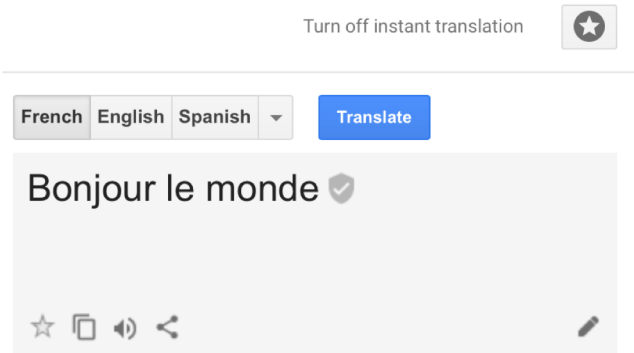 Turn off instant translation
French English Spanish Translate
Bonjour le monde